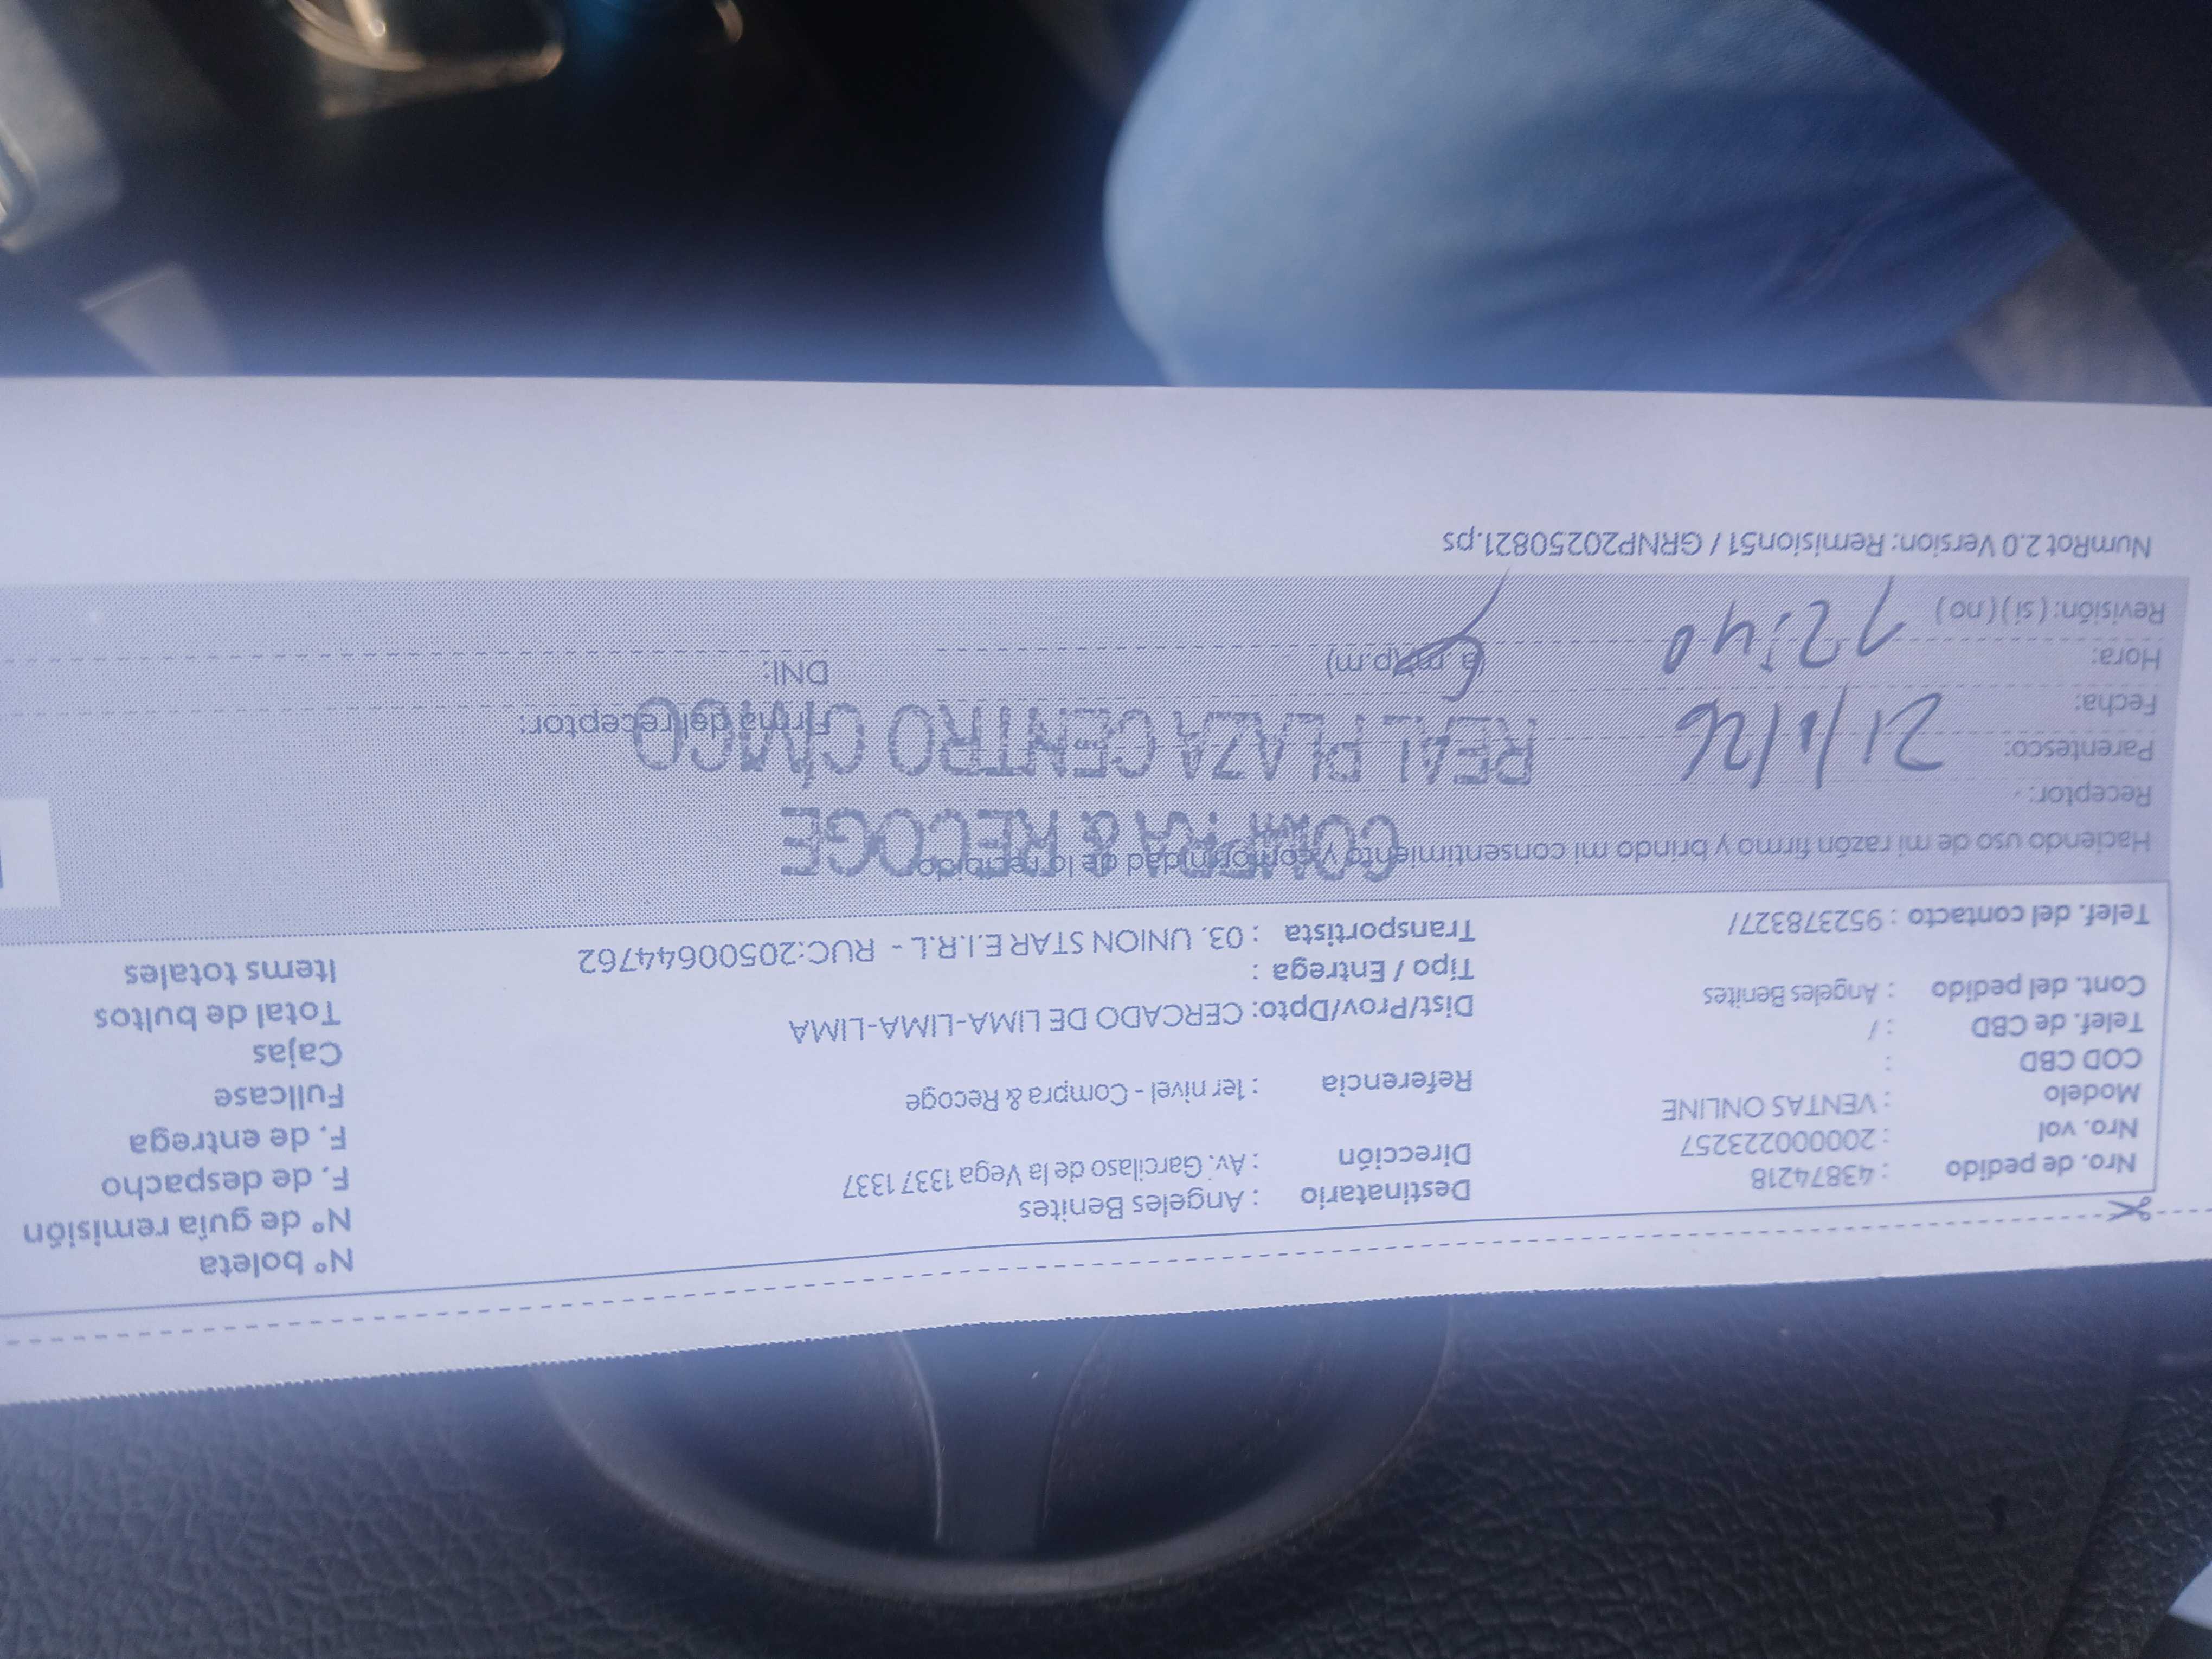 Nro. de pedido : 43874218
Nro. vol : 20000223257
Modelo : VENTAS ONLINE
COD CBD :
Telef. de CBD : /
Cont. del pedido : Angeles Benites
Telef. del contacto : 952378327/
Destinatario : Angeles Benites
Dirección : Av. Garcilaso de la Vega 1337 1337
Referencia : 1er nivel - Compra & Recoge
Dist/Prov/Dpto: CERCADO DE LIMA-LIMA-LIMA
Tipo / Entrega :
Transportista : 03. UNION STAR E.I.R.L - RUC:20500644762
N° boleta
N° de guía remisión
F. de despacho
F. de entrega
Fullcase
Cajas
Total de bultos
Items totales
Haciendo uso de mi razón firmo y brindo mi consentimiento y conformidad de lo recibido
COMPRA & RECOGE
REAL PLAZA CENTRO CÍVICO
Receptor:
Parentesco:
Fecha: 21/1/26
Hora: 12:40 (a.m)(p.m)
Revisión: ( si ) ( no )
Firma del receptor:
DNI:
NumRot 2.0 Version: Remision51 / GRNP20250821.ps